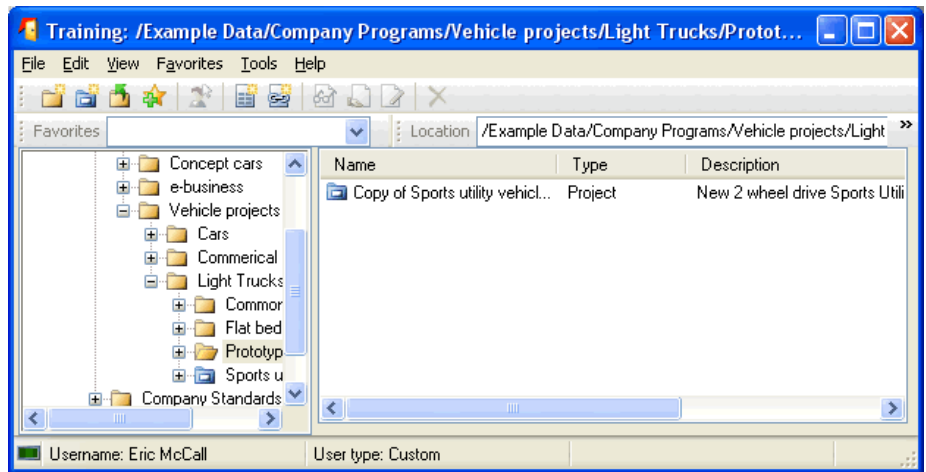 Training: /Example Data/Company Programs/Vehicle projects/Light Trucks/Protot...
File Edit View Favorites Tools Help
Favorites
Location /Example Data/Company Programs/Vehicle projects/Light
Concept cars
e-business
Vehicle projects
Cars
Commerical
Light Trucks
Commor
Flat bed
Prototyp
Sports u
Company Standards
Name Type Description
Copy of Sports utility vehicl... Project New 2 wheel drive Sports Utili
Username: Eric McCall User type: Custom